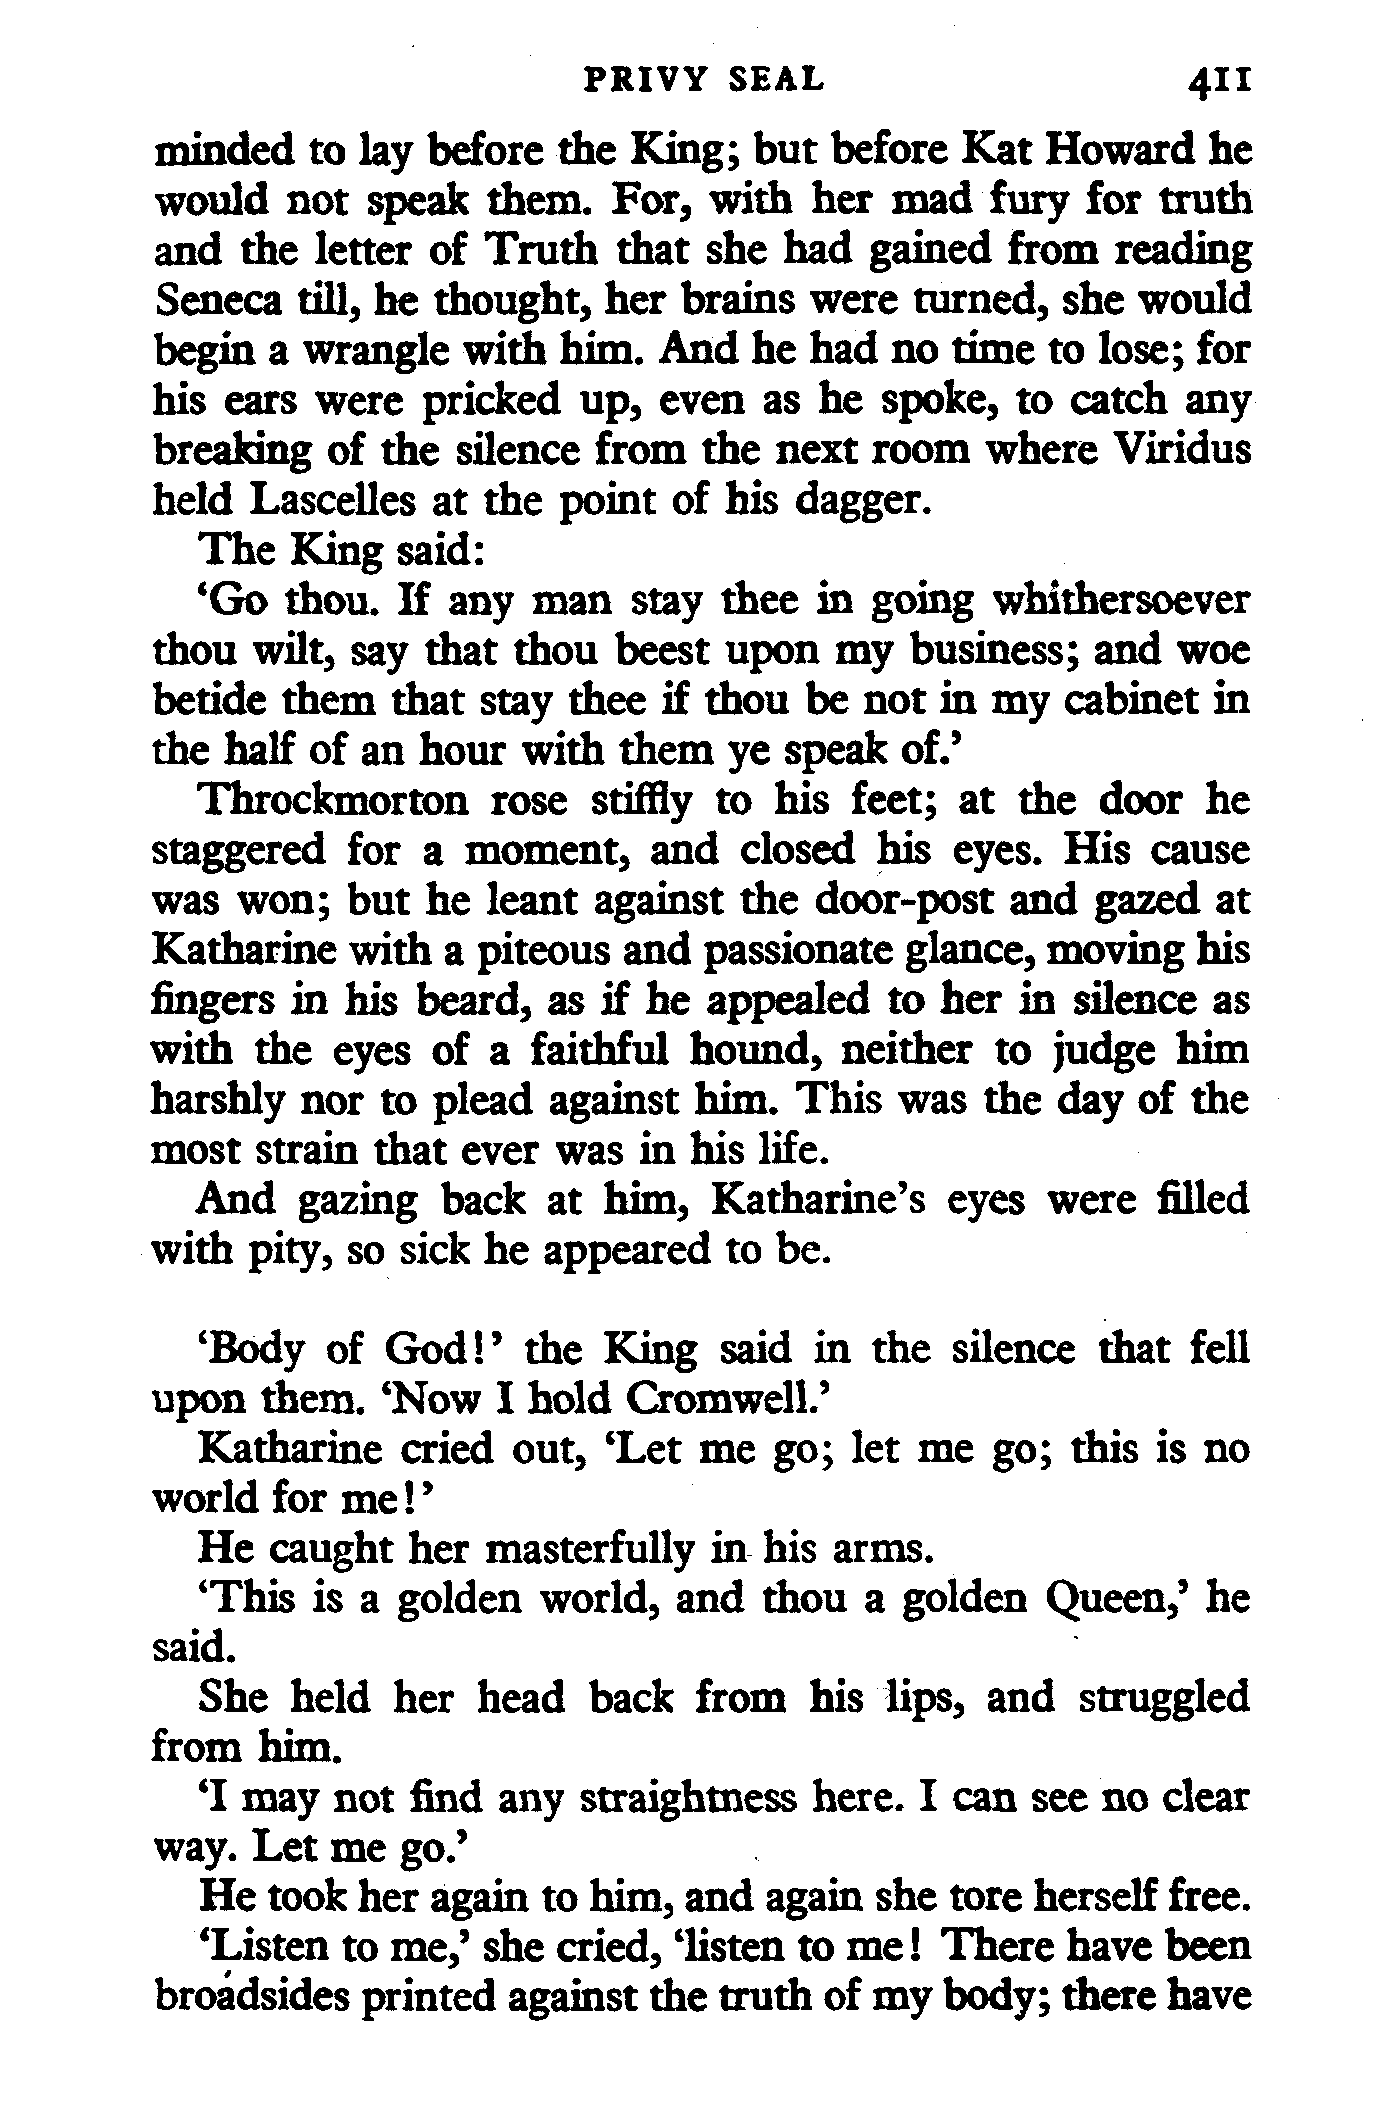 PRIVY SEAL 411
minded to lay before the King; but before Kat Howard he
would not speak them. For, with her mad fury for truth
and the letter of Truth that she had gained from reading
Seneca till, he thought, her brains were turned, she would
begin a wrangle with him. And he had no time to lose; for
his ears were pricked up, even as he spoke, to catch any
breaking of the silence from the next room where Viridus
held Lascelles at the point of his dagger.
The King said:
‘Go thou. If any man stay thee in going whithersoever
thou wilt, say that thou beest upon my business; and woe
betide them that stay thee if thou be not in my cabinet in
the half of an hour with them ye speak of.’
Throckmorton rose stiffly to his feet; at the door he
staggered for a moment, and closed his eyes. His cause
was won; but he leant against the door-post and gazed at
Katharine with a piteous and passionate glance, moving his
fingers in his beard, as if he appealed to her in silence as
with the eyes of a faithful hound, neither to judge him
harshly nor to plead against him. This was the day of the
most strain that ever was in his life.
And gazing back at him, Katharine’s eyes were filled
with pity, so sick he appeared to be.
‘Body of God!’ the King said in the silence that fell
upon them. ‘Now I hold Cromwell.’
Katharine cried out, ‘Let me go; let me go; this is no
world for me!’
He caught her masterfully in his arms.
‘This is a golden world, and thou a golden Queen,’ he
said.
She held her head back from his lips, and struggled
from him.
‘I may not find any straightness here. I can see no clear
way. Let me go.’
He took her again to him, and again she tore herself free.
‘Listen to me,’ she cried, ‘listen to me! There have been
broadsides printed against the truth of my body; there have